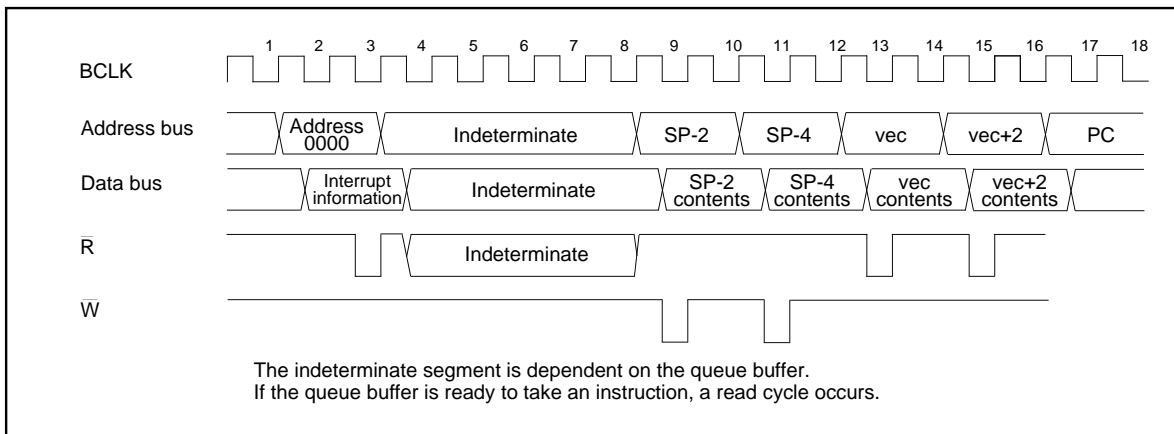 1 2 3 4 5 6 7 8 9 10 11 12 13 14 15 16 17 18
BCLK
Address bus
Address
0000
Indeterminate
SP-2
SP-4
vec
vec+2
PC
Data bus
Interrupt
information
Indeterminate
SP-2
contents
SP-4
contents
vec
contents
vec+2
contents
R̅
Indeterminate
W̅
The indeterminate segment is dependent on the queue buffer.
If the queue buffer is ready to take an instruction, a read cycle occurs.